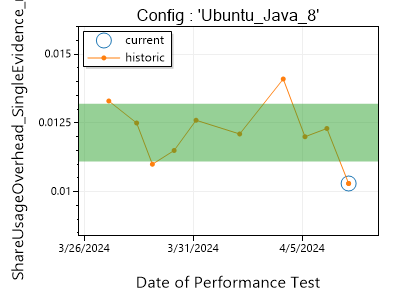 Config : 'Ubuntu_Java_8'
ShareUsageOverhead_SingleEvidence_
current
historic
0.015
0.0125
0.01
3/26/2024
3/31/2024
4/5/2024
Date of Performance Test